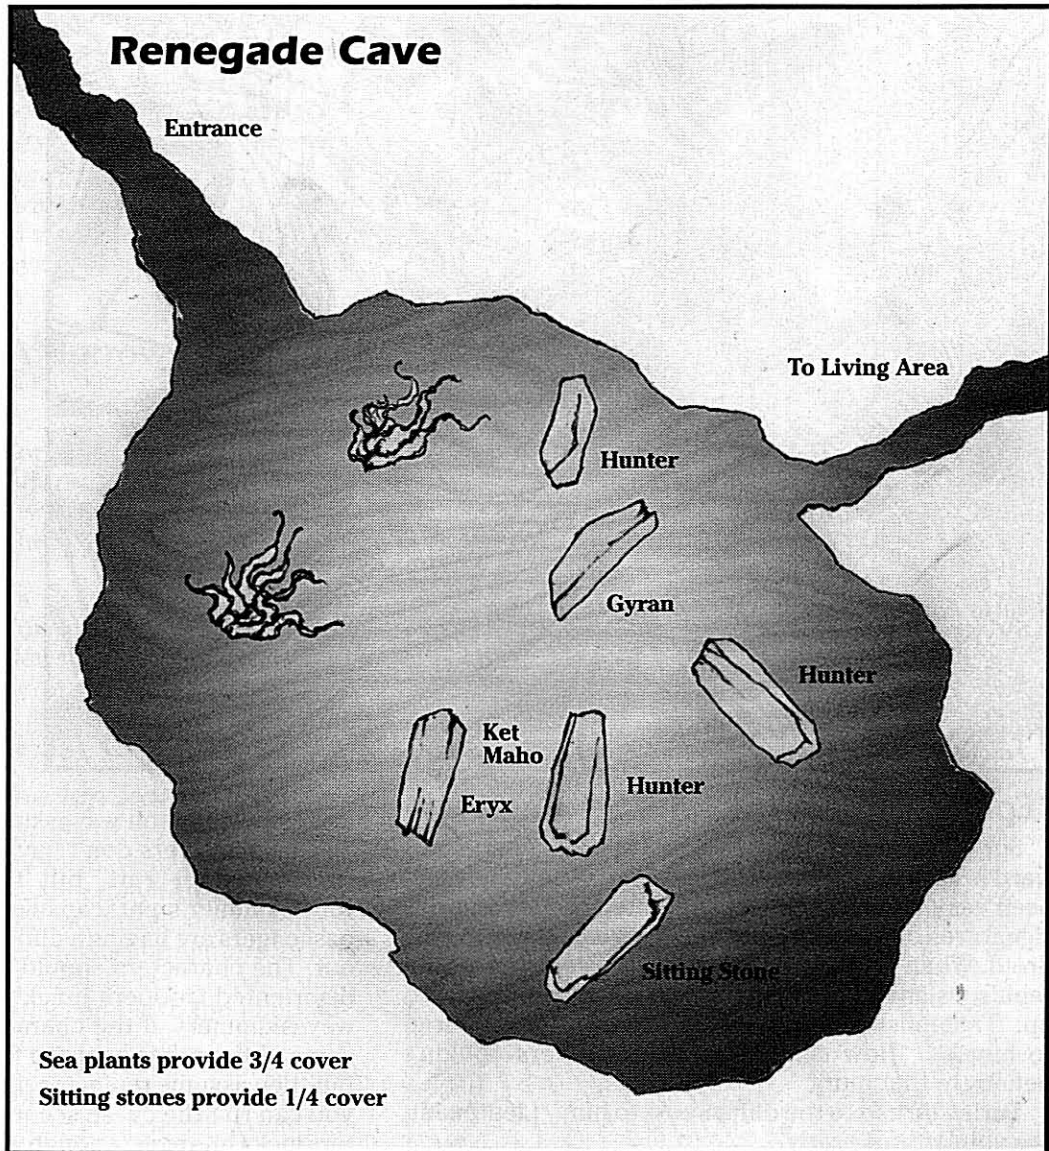 Renegade Cave
Entrance
To Living Area
Hunter
Gyran
Hunter
Ket
Maho
Hunter
Eryx
Sitting Stone
Sea plants provide 3/4 cover
Sitting stones provide 1/4 cover